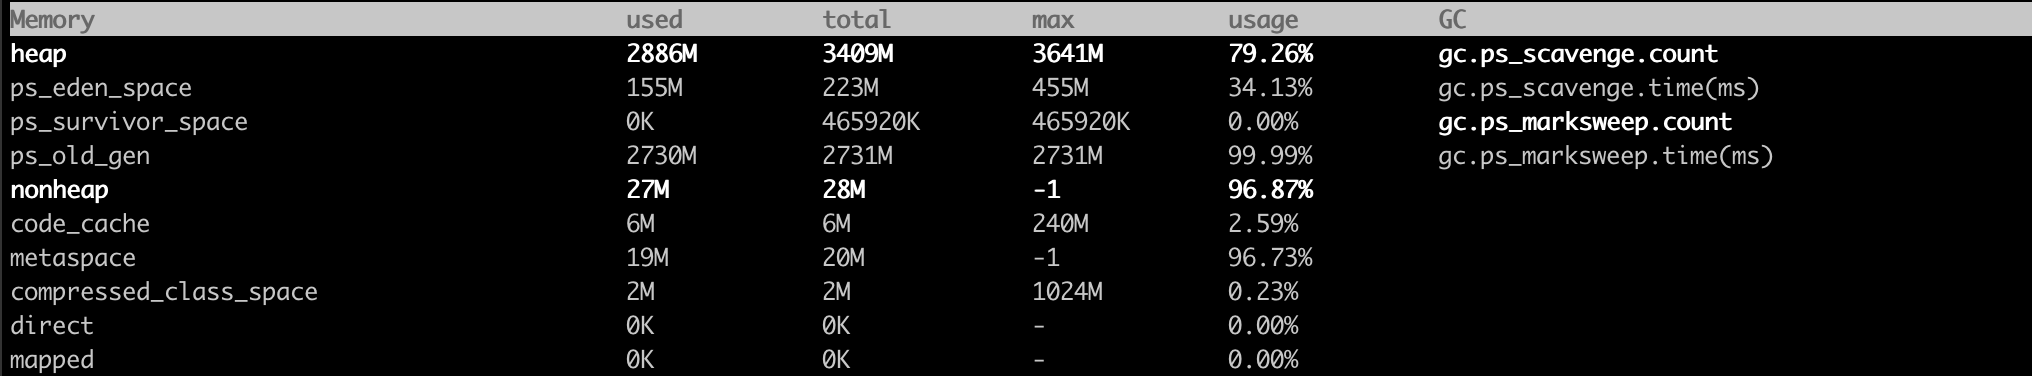 Memory used total max usage GC
heap 2886M 3409M 3641M 79.26% gc.ps_scavenge.count
ps_eden_space 155M 223M 455M 34.13% gc.ps_scavenge.time(ms)
ps_survivor_space 0K 465920K 465920K 0.00% gc.ps_marksweep.count
ps_old_gen 2730M 2731M 2731M 99.99% gc.ps_marksweep.time(ms)
nonheap 27M 28M -1 96.87%
code_cache 6M 6M 240M 2.59%
metaspace 19M 20M -1 96.73%
compressed_class_space 2M 2M 1024M 0.23%
direct 0K 0K - 0.00%
mapped 0K 0K - 0.00%